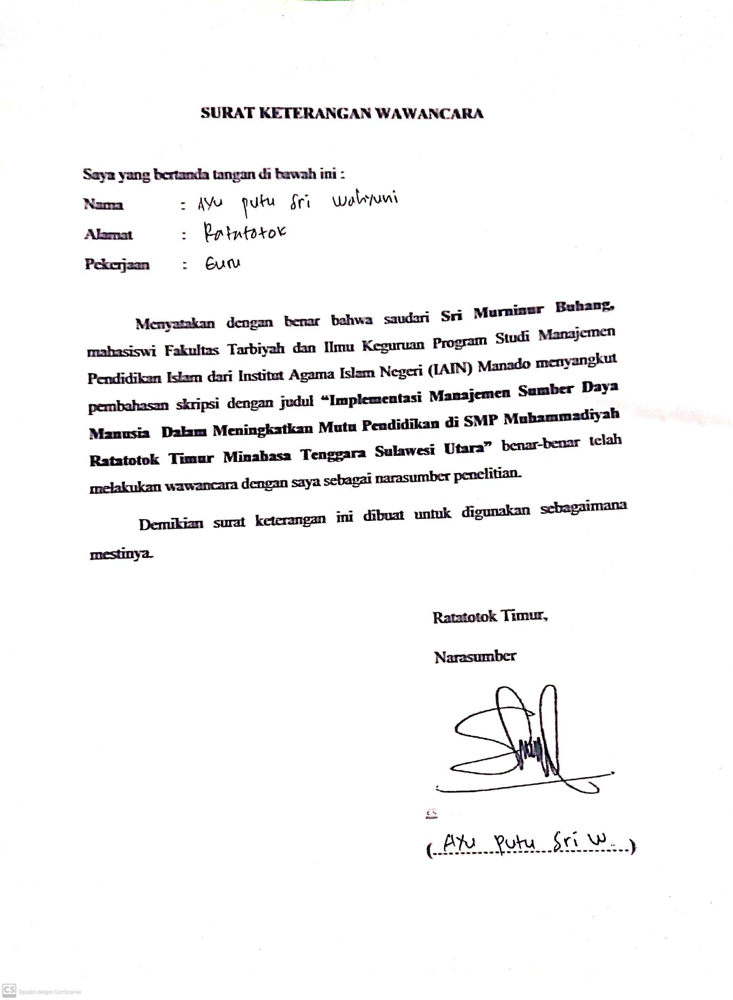 SURAT KETERANGAN WAWANCARA
Saya yang bertanda tangan di bawah ini :
Nama : Ayu putu Sri Wahyuni
Alamat : Ratatotok
Pekerjaan : Guru
Menyatakan dengan benar bahwa saudari Sri Murninur Buhang,
mahasiswi Fakultas Tarbiyah dan Ilmu Keguruan Program Studi Manajemen
Pendidikan Islam dari Institut Agama Islam Negeri (IAIN) Manado menyangkut
pembahasan skripsi dengan judul “Implementasi Manajemen Sumber Daya
Manusia Dalam Meningkatkan Mutu Pendidikan di SMP Muhammadiyah
Ratatotok Timur Minahasa Tenggara Sulawesi Utara” benar-benar telah
melakukan wawancara dengan saya sebagai narasumber penelitian.
Demikian surat keterangan ini dibuat untuk digunakan sebagaimana
mestinya.
Ratatotok Timur,
Narasumber
CS
( Ayu putu Sri W. )
CS Dipindai dengan CamScanner